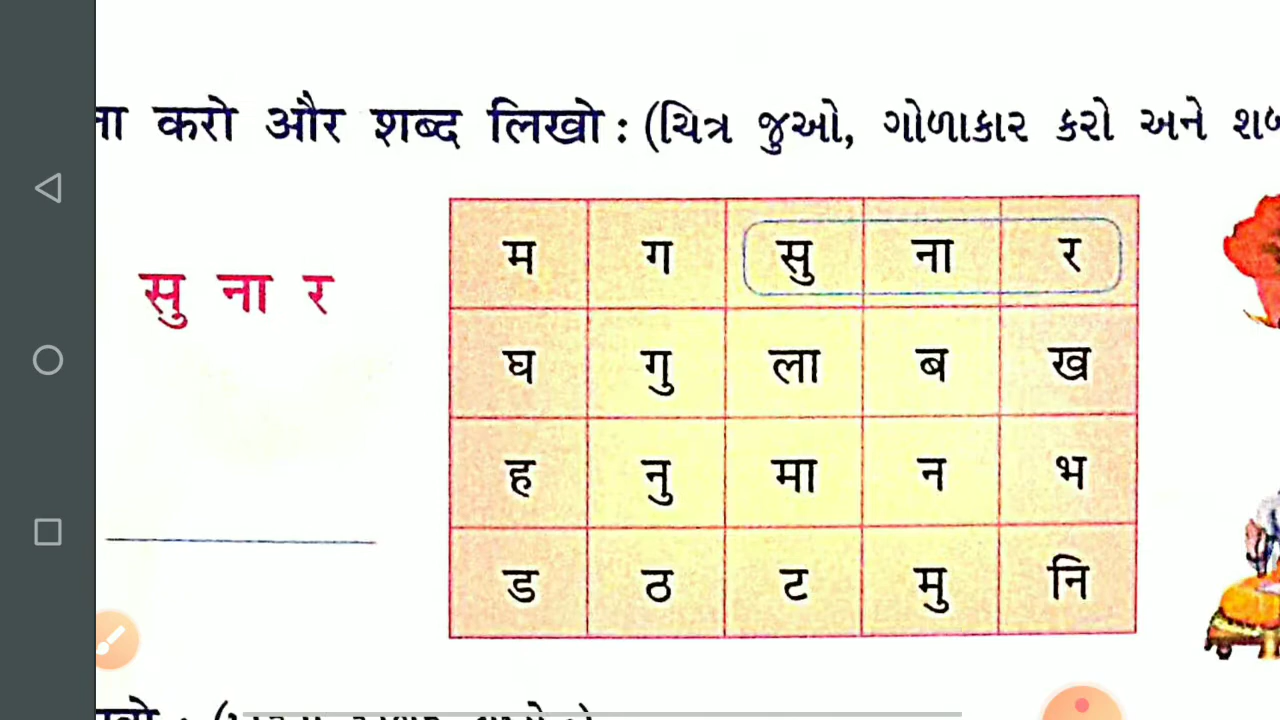 करो और शब्द लिखो : (ચિત્ર જુઓ, ગોળાકાર કરો અને
सु ना र
म ग सु ना र
घ गु ला ब ख
ह नु मा न भ
ड ठ ट मु नि